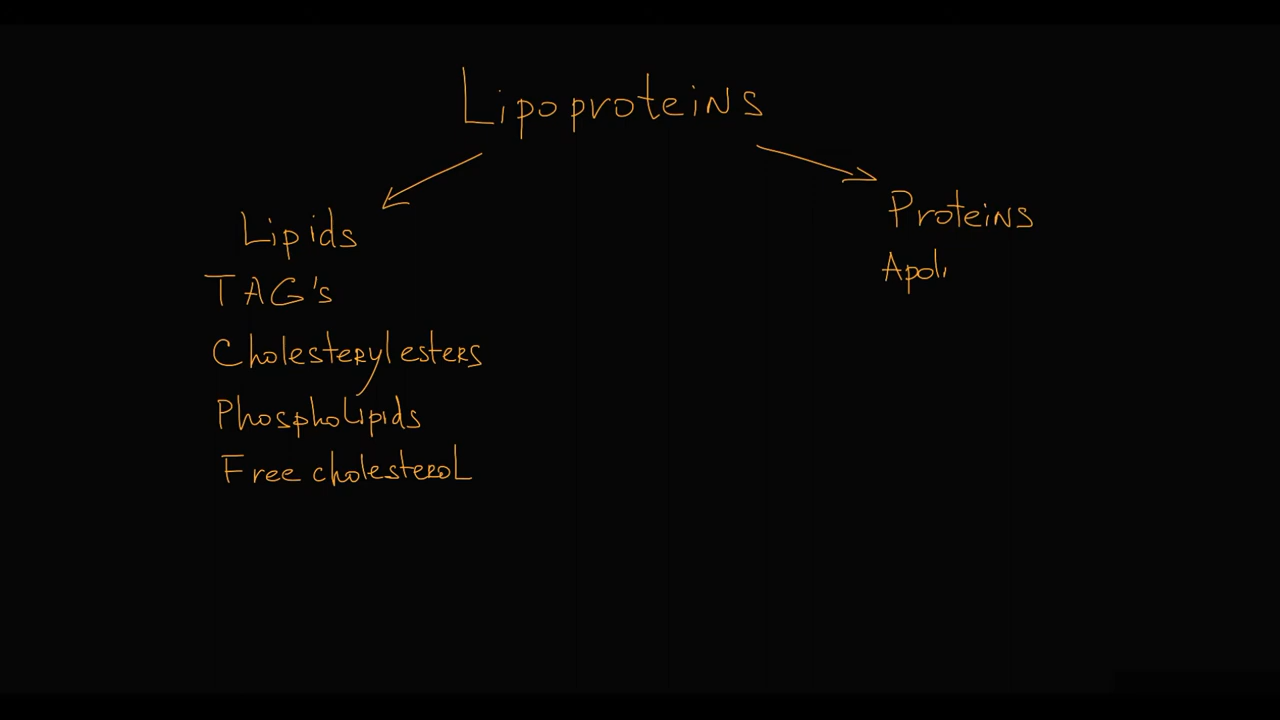 Lipoproteins
Lipids
TAG's
Cholesterylesters
Phospholipids
Free cholesterol
Proteins
Apoli